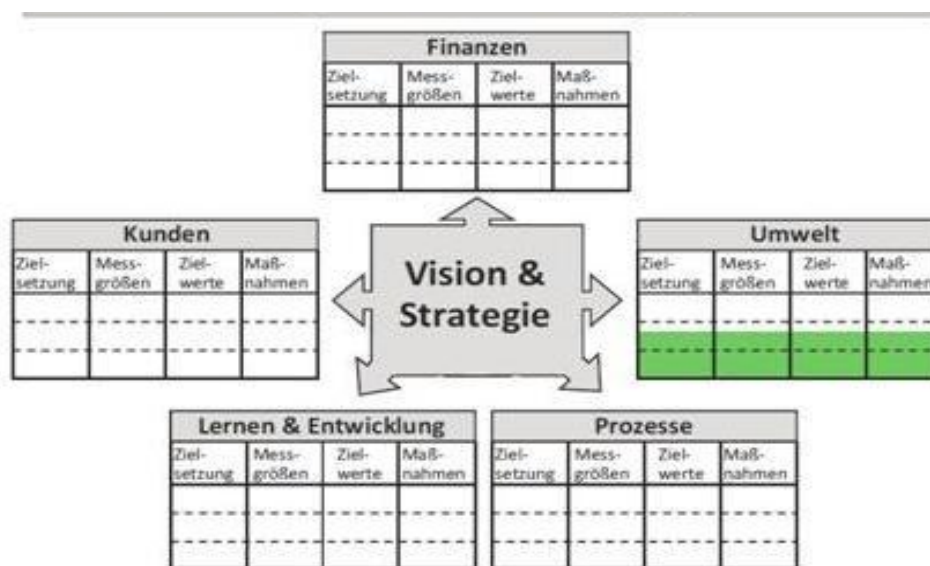 Finanzen
Ziel- Mess- Ziel- Maß-
setzung größen werte nahmen
Kunden
Ziel- Mess- Ziel- Maß-
setzung größen werte nahmen
Vision &
Strategie
Umwelt
Ziel- Mess- Ziel- Maß-
setzung größen werte nahmen
Lernen & Entwicklung
Ziel- Mess- Ziel- Maß-
setzung größen werte nahmen
Prozesse
Ziel- Mess- Ziel- Maß-
setzung größen werte nahmen